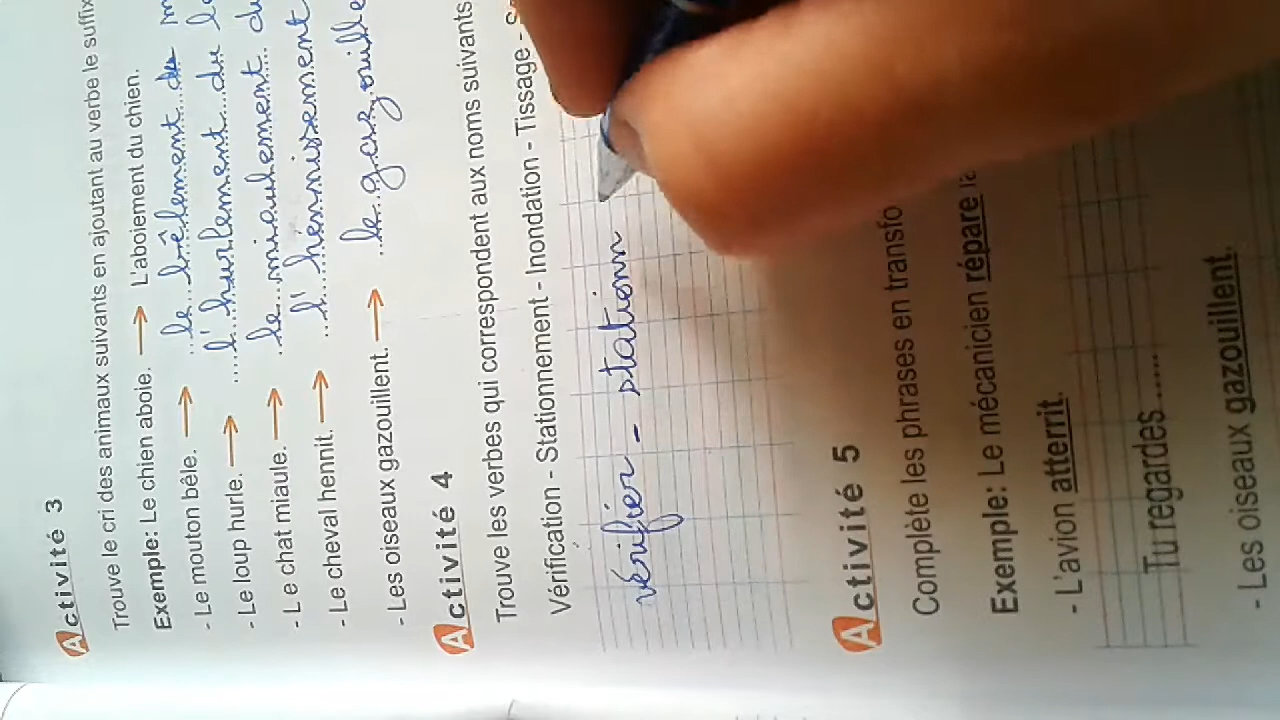 Activité 3
Trouve le cri des animaux suivants en ajoutant au verbe le suffix
Exemple: Le chien aboie. → L'aboiement du chien.
- Le mouton bêle. → le bêlement du m
- Le loup hurle. → l'hurlement du l
- L e chat miaule. → le miaulement du
- Le cheval hennit. → l'hennissement
- Les oiseaux gazouillent. → le gazouille
Activité 4
Trouve les verbes qui correspondent aux noms suivants
Vérification - Stationnement - Inondation - Tissage -
vérifier - stationn
Activité 5
Complète les phrases en transfo
Exemple: Le mécanicien répare
- L'avion atterrit.
Tu regardes......
- Les oiseaux gazouillent.